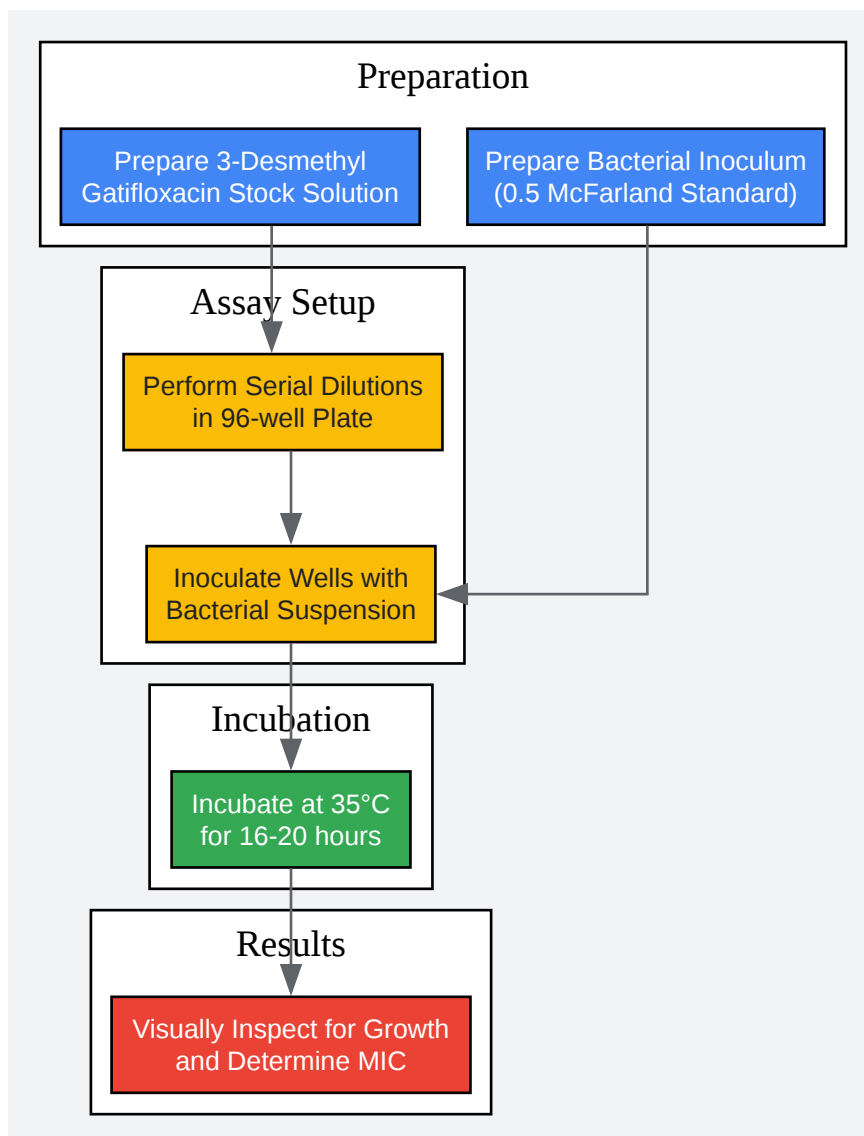 Preparation
Prepare 3-Desmethyl
Gatifloxacin Stock Solution
Prepare Bacterial Inoculum
(0.5 McFarland Standard)
Assay Setup
Perform Serial Dilutions
in 96-well Plate
Inoculate Wells with
Bacterial Suspension
Incubation
Incubate at 35°C
for 16-20 hours
Results
Visually Inspect for Growth
and Determine MIC